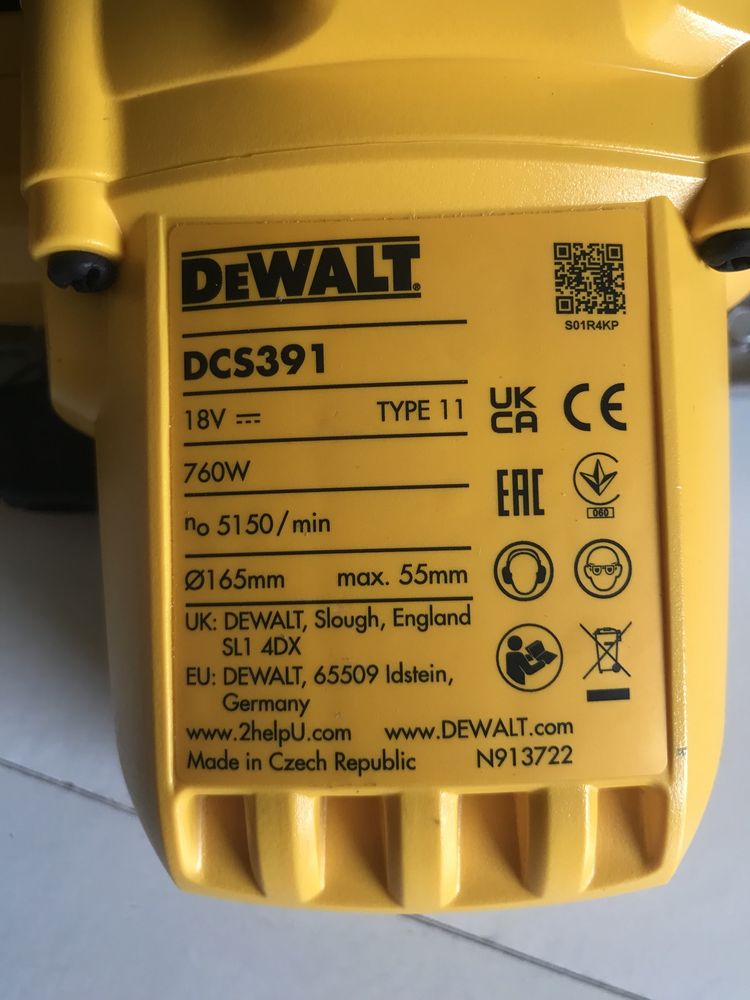 DEWALT®
S01R4KP
DCS391
18V TYPE 11
UK CA CE
760W
EAC
060
n₀ 5150/min
Ø165mm max. 55mm
UK: DEWALT, Slough, England
SL1 4DX
EU: DEWALT, 65509 Idstein,
Germany
www.2helpU.com www.DEWALT.com
Made in Czech Republic N913722